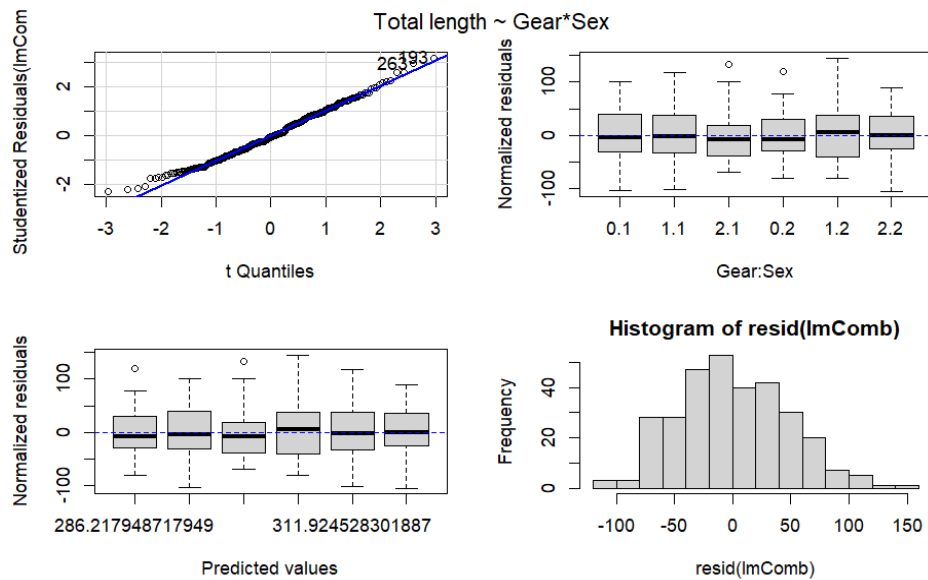 Total length ~ Gear*Sex
Studentized Residuals(lmCom
2
0
-2
263
193
-3 -2 -1 0 1 2 3
t Quantiles
Normalized residuals
100
0
-100
0.1 1.1 2.1 0.2 1.2 2.2
Gear:Sex
Normalized residuals
100
0
-100
286.217948717949 311.924528301887
Predicted values
Histogram of resid(lmComb)
Frequency
40
20
0
-100 -50 0 50 100 150
resid(lmComb)